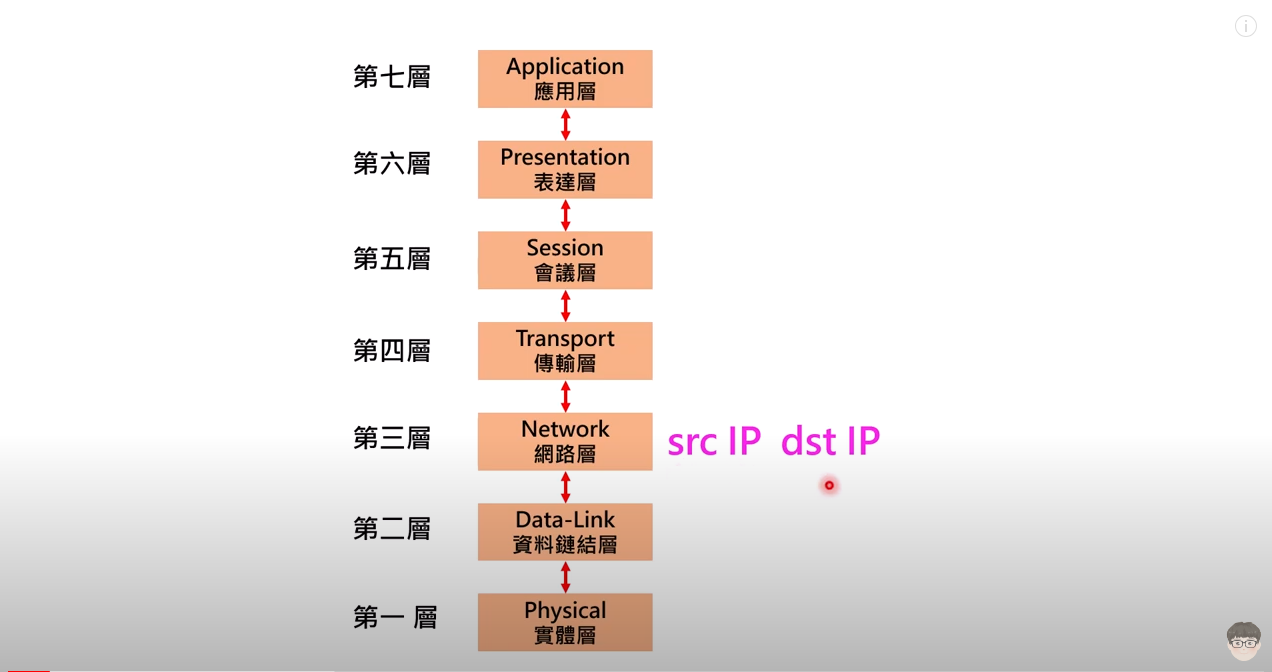 第七層
Application
應用層
第六層
Presentation
表達層
第五層
Session
會議層
第四層
Transport
傳輸層
第三層
Network
網路層
src IP dst IP
第二層
Data-Link
資料鏈結層
第一 層
Physical
實體層